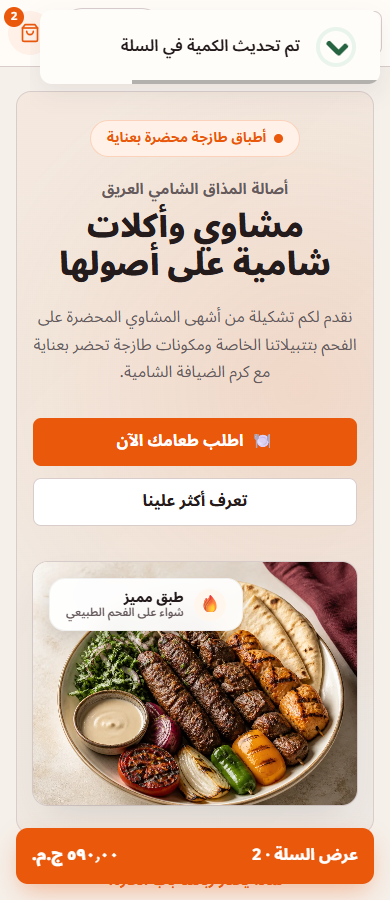 2
تم تحديث الكمية في السلة
أطباق طازجة محضرة بعناية
أصالة المذاق الشامي العريق
مشاوي وأكلات
شامية على أصولها
نقدم لكم تشكيلة من أشهى المشاوي المحضرة على
الفحم بتتبيلاتنا الخاصة ومكونات طازجة تحضر بعناية
مع كرم الضيافة الشامية.
اطلب طعامك الآن
تعرف أكثر علينا
طبق مميز
شواء على الفحم الطبيعي
عرض السلة · 2
٥٩٠٫٠٠ ج.م.